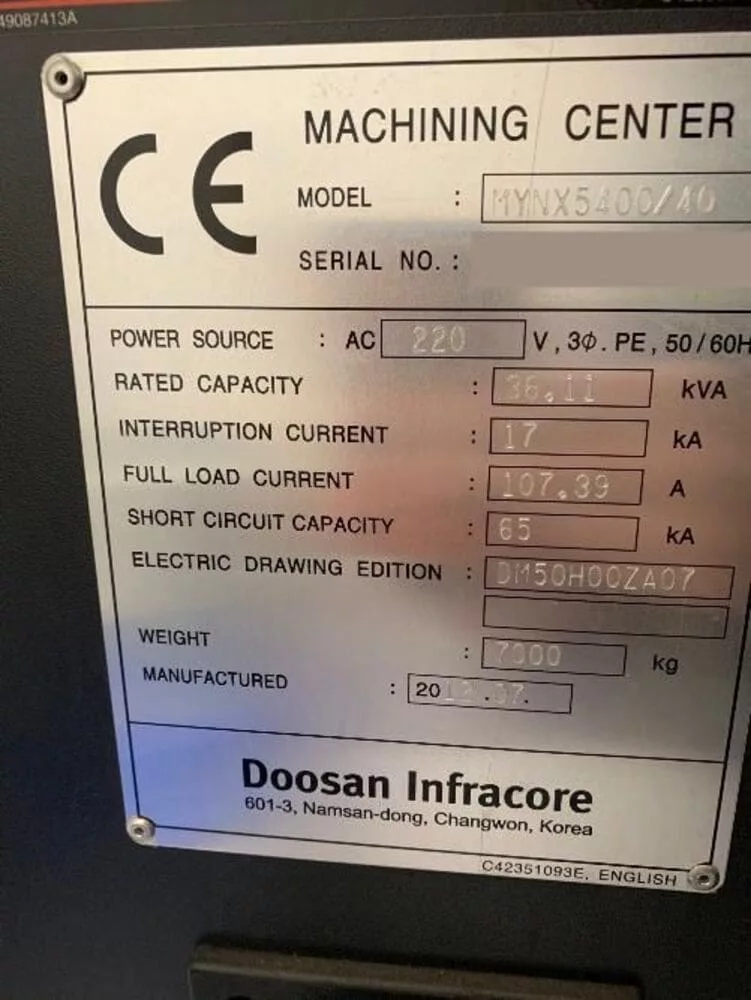 49087413A
CE
MACHINING CENTER
MODEL : MYNX5400/40
SERIAL NO. :
POWER SOURCE : AC 220 V, 3Φ. PE, 50/60H
RATED CAPACITY : 36.11 kVA
INTERRUPTION CURRENT : 17 kA
FULL LOAD CURRENT : 107.39 A
SHORT CIRCUIT CAPACITY : 65 kA
ELECTRIC DRAWING EDITION : DM50H00ZA07
WEIGHT : 7000 kg
MANUFACTURED : 2012.07.
Doosan Infracore
601-3, Namsan-dong, Changwon, Korea
C42351093E, ENGLISH